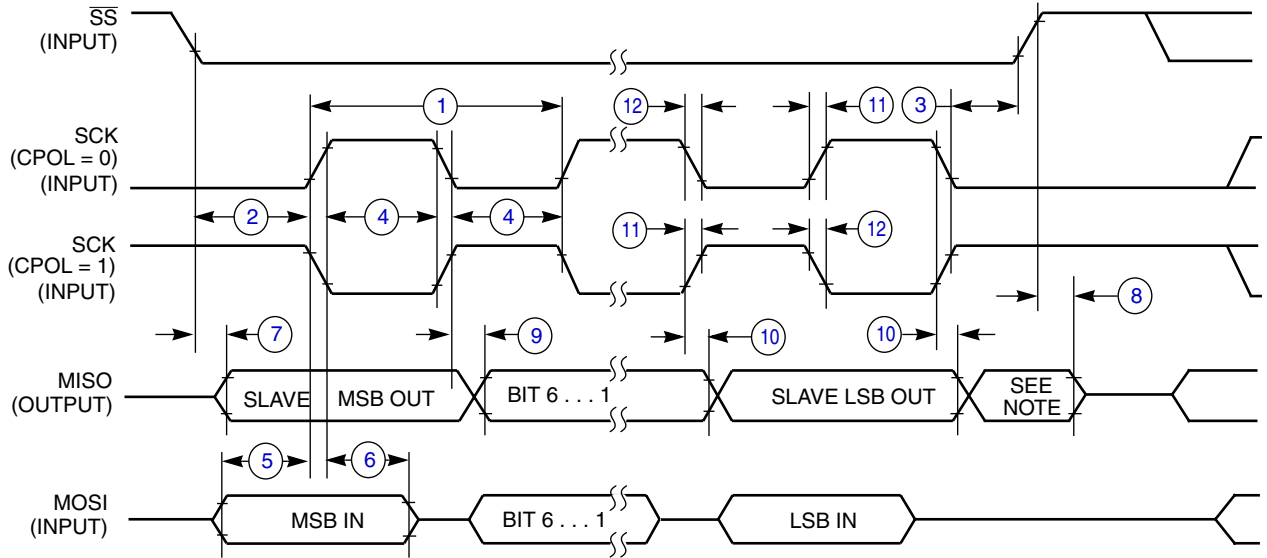 SS
(INPUT)
1
12
11
3
SCK
(CPOL = 0)
(INPUT)
2
4
4
11
12
SCK
(CPOL = 1)
(INPUT)
7
9
10
10
8
MISO
(OUTPUT)
SLAVE MSB OUT
BIT 6 . . . 1
SLAVE LSB OUT
SEE
NOTE
5
6
MOSI
(INPUT)
MSB IN
BIT 6 . . . 1
LSB IN